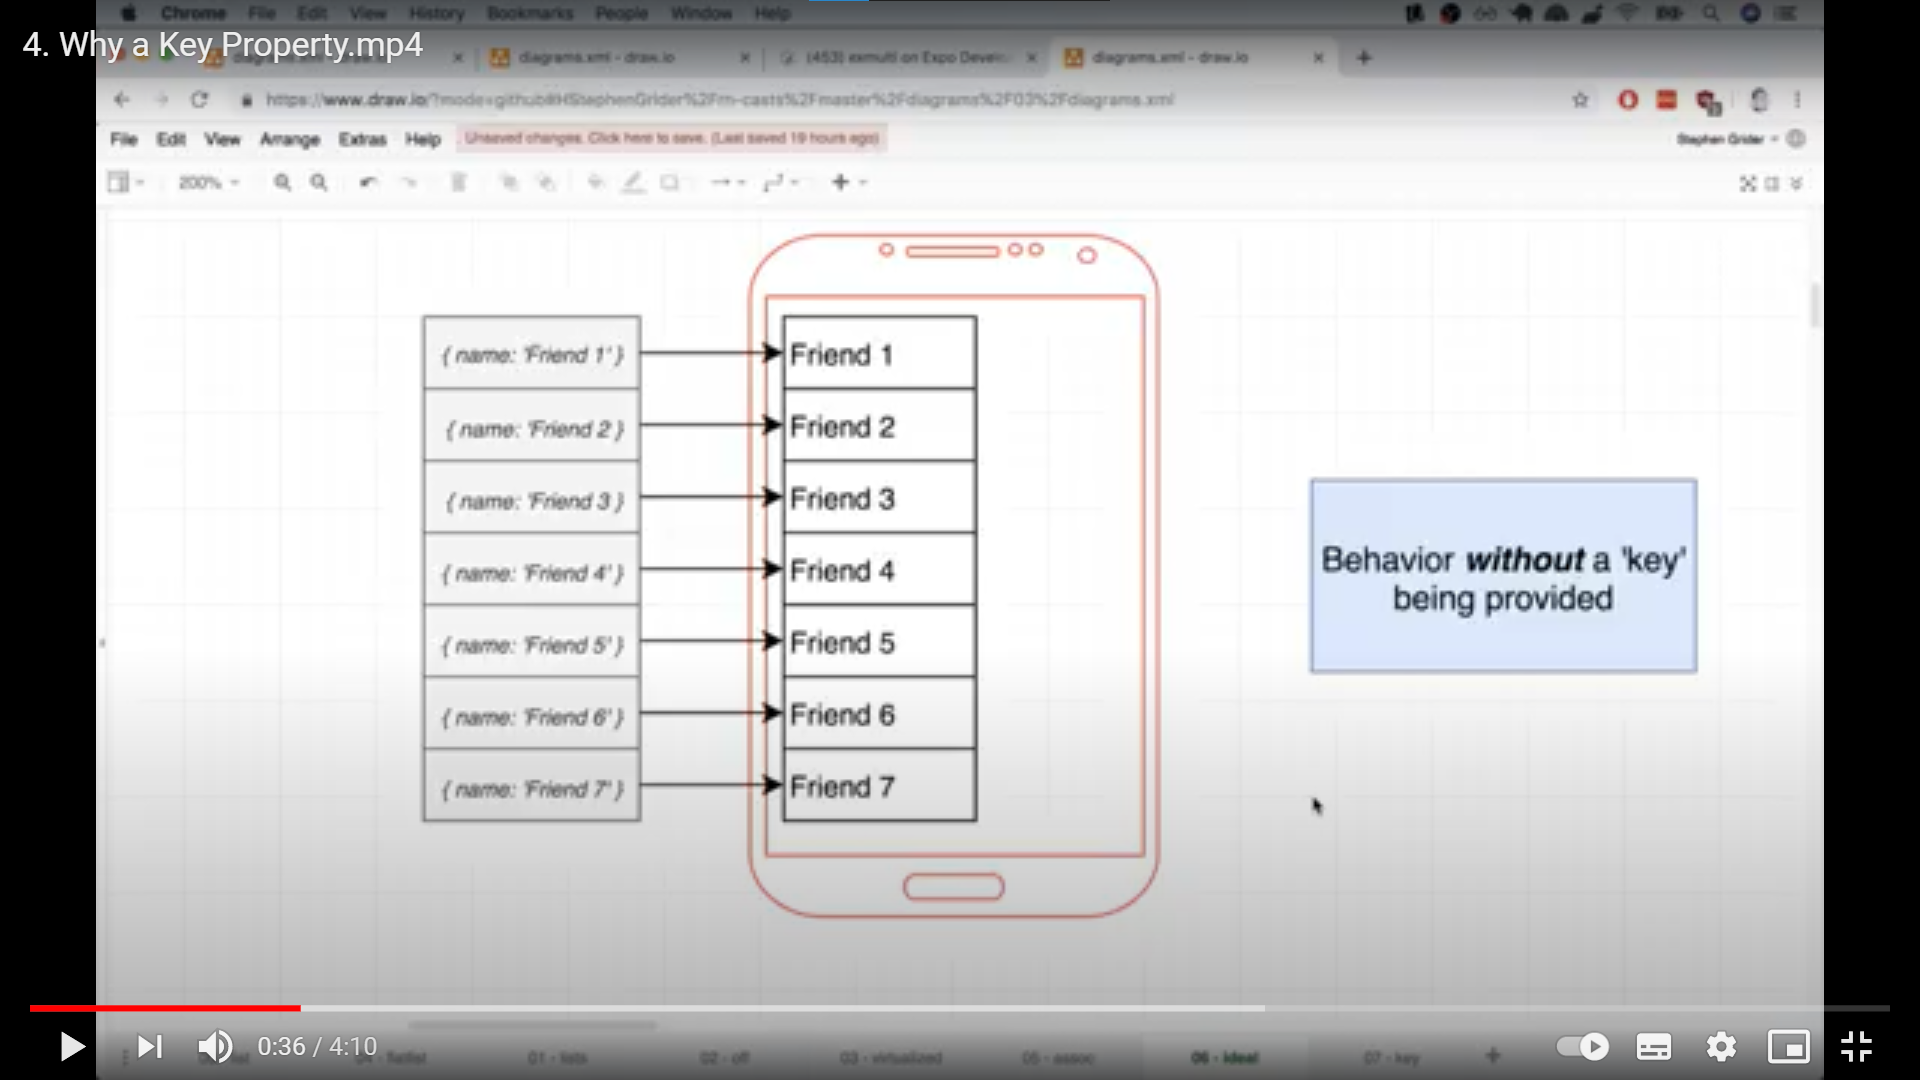 Chrome File Edit View History Bookmarks People Window Help
4. Why a Key Property.mp4
diagrams.xml - draw.io
diagrams.xml - draw.io
https://www.draw.io/?mode=github#HStephenGrider%2Frn-casts%2Fmaster%2Fdiagrams%2F03%2Fdiagrams.xml
File Edit View Arrange Extras Help Unsaved changes. Click here to save. (Last saved 19 hours ago) Stephen Grider
200%
{ name: 'Friend 1' } Friend 1
{ name: 'Friend 2 } Friend 2
{ name: 'Friend 3 } Friend 3
{ name: 'Friend 4' } Friend 4
{ name: 'Friend 5' } Friend 5
{ name: 'Friend 6' } Friend 6
{ name: 'Friend 7' } Friend 7
Behavior without a 'key'
being provided
0:36 / 4:10
01 - lists 02 - off 03 - virtualized 05 - assoc 06 - ideal 07 - key